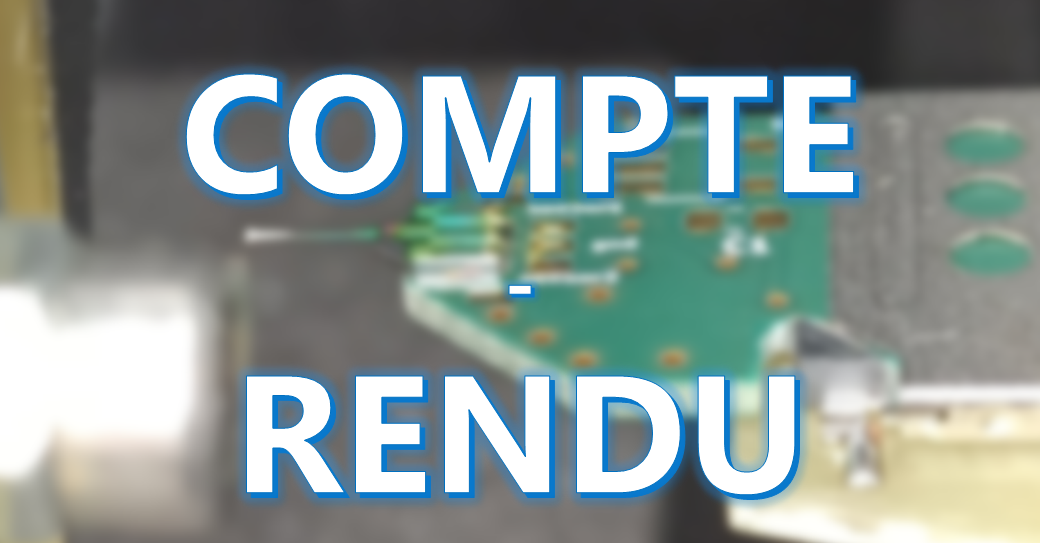 COMPTE
-
RENDU